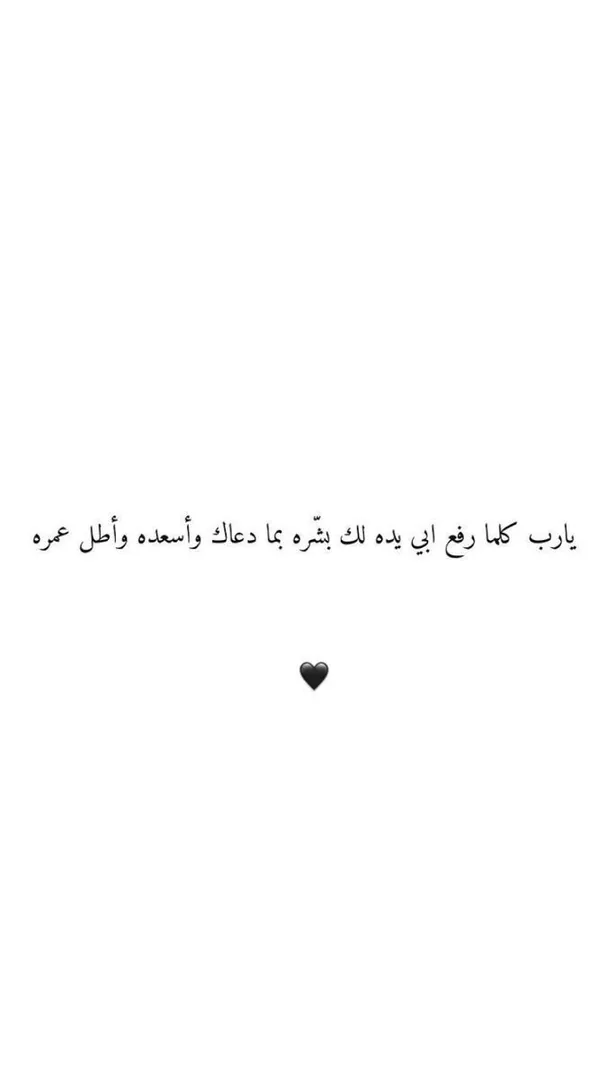 يارب كلما رفع ابي يده لك بشّره بما دعاك وأسعده وأطل عمره
🖤